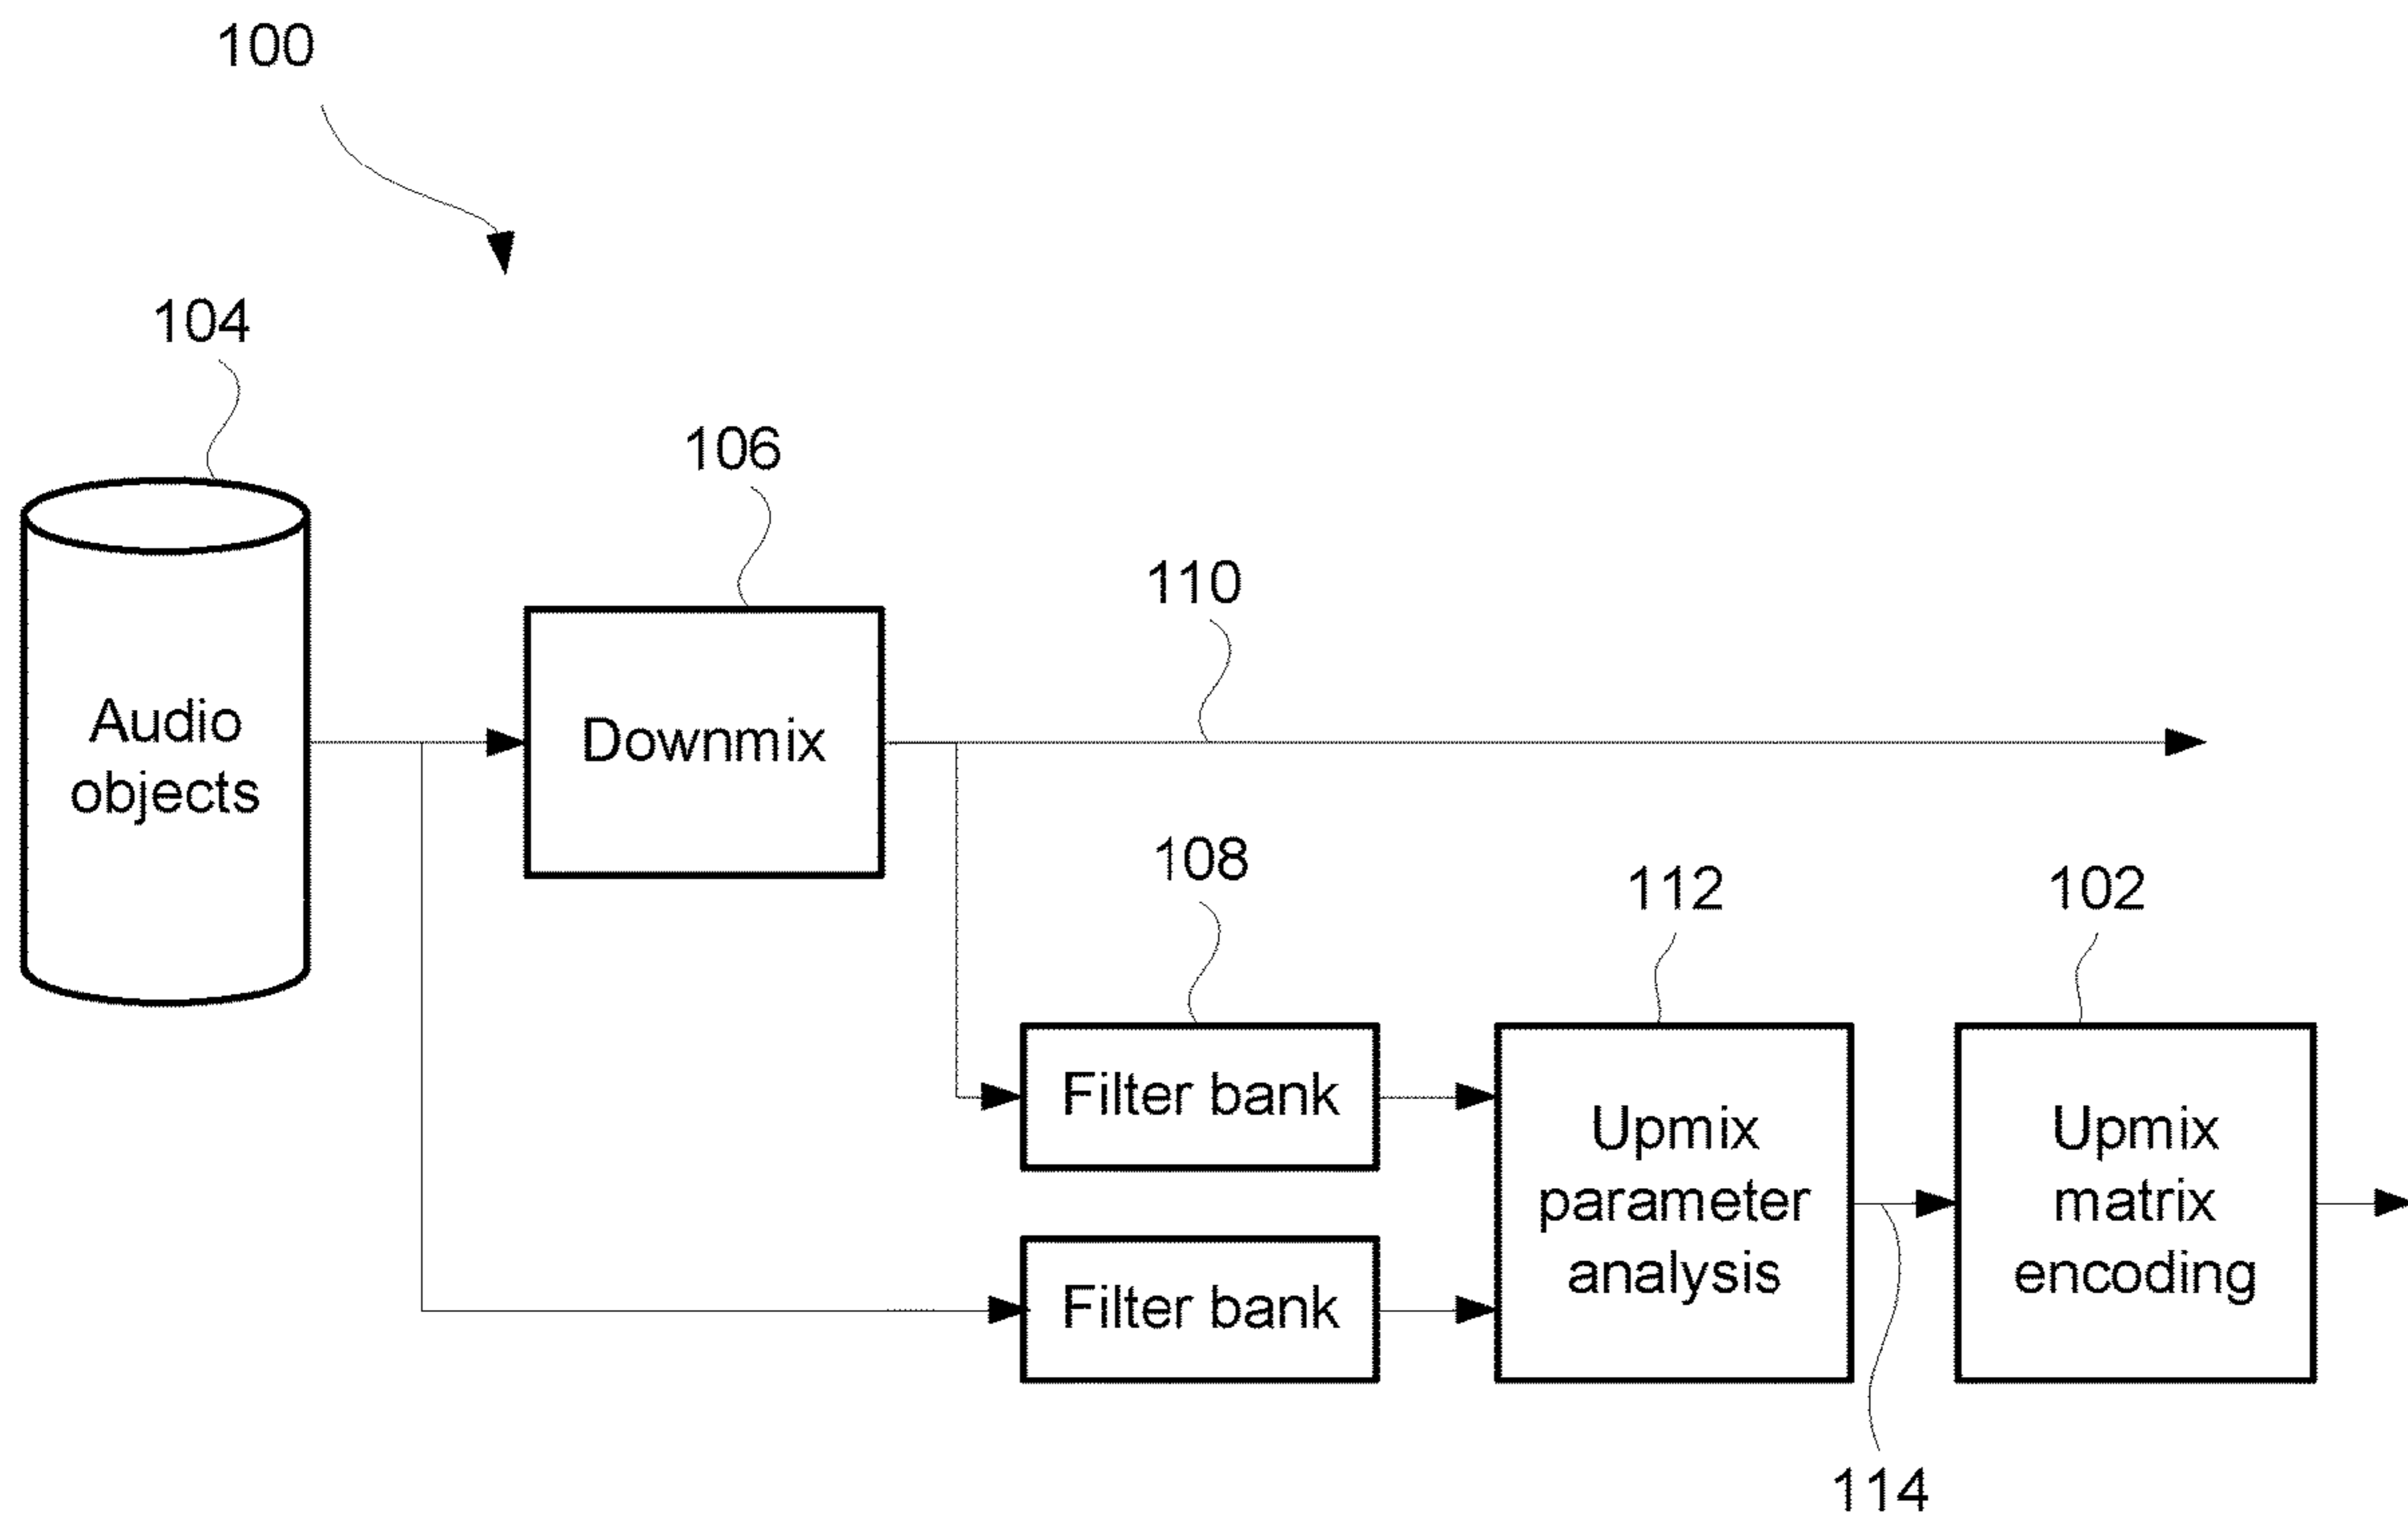 100
104
106
110
Audio
objects
Downmix
108
112
102
Filter bank
Upmix
parameter
analysis
Upmix
matrix
encoding
Filter bank
114